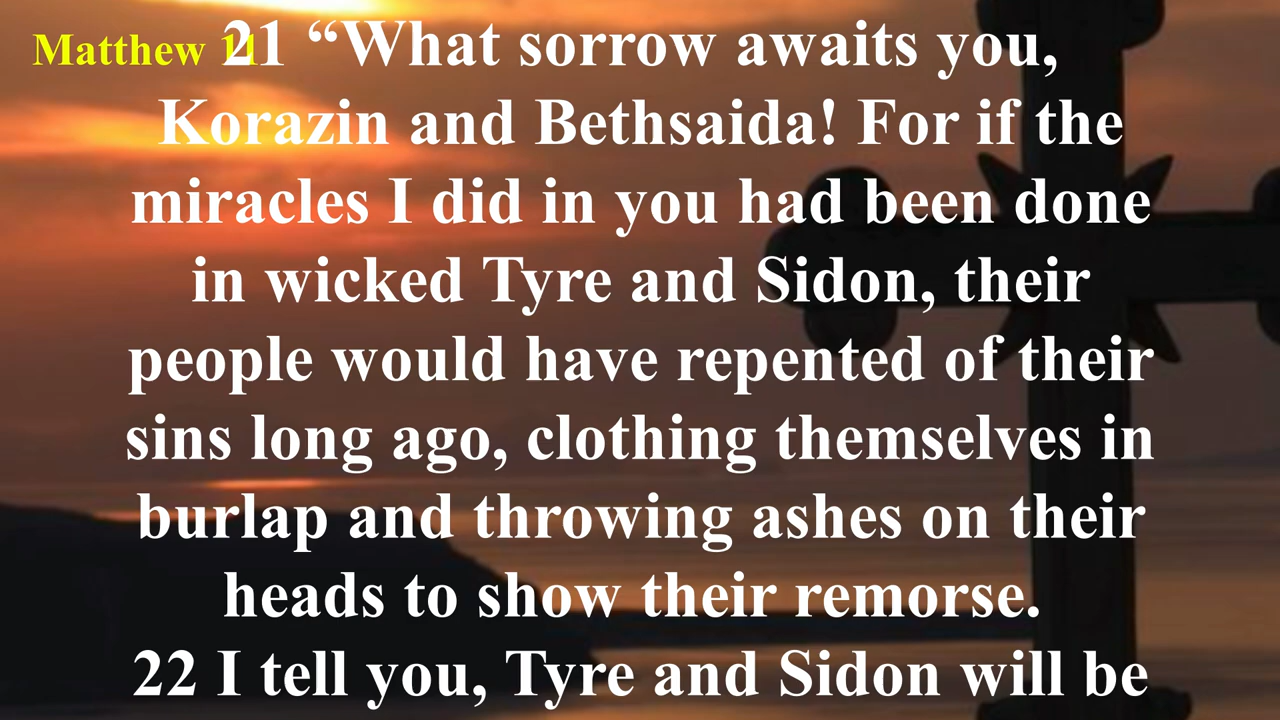 Matthew 11
21 “What sorrow awaits you,
Korazin and Bethsaida! For if the
miracles I did in you had been done
in wicked Tyre and Sidon, their
people would have repented of their
sins long ago, clothing themselves in
burlap and throwing ashes on their
heads to show their remorse.
22 I tell you, Tyre and Sidon will be